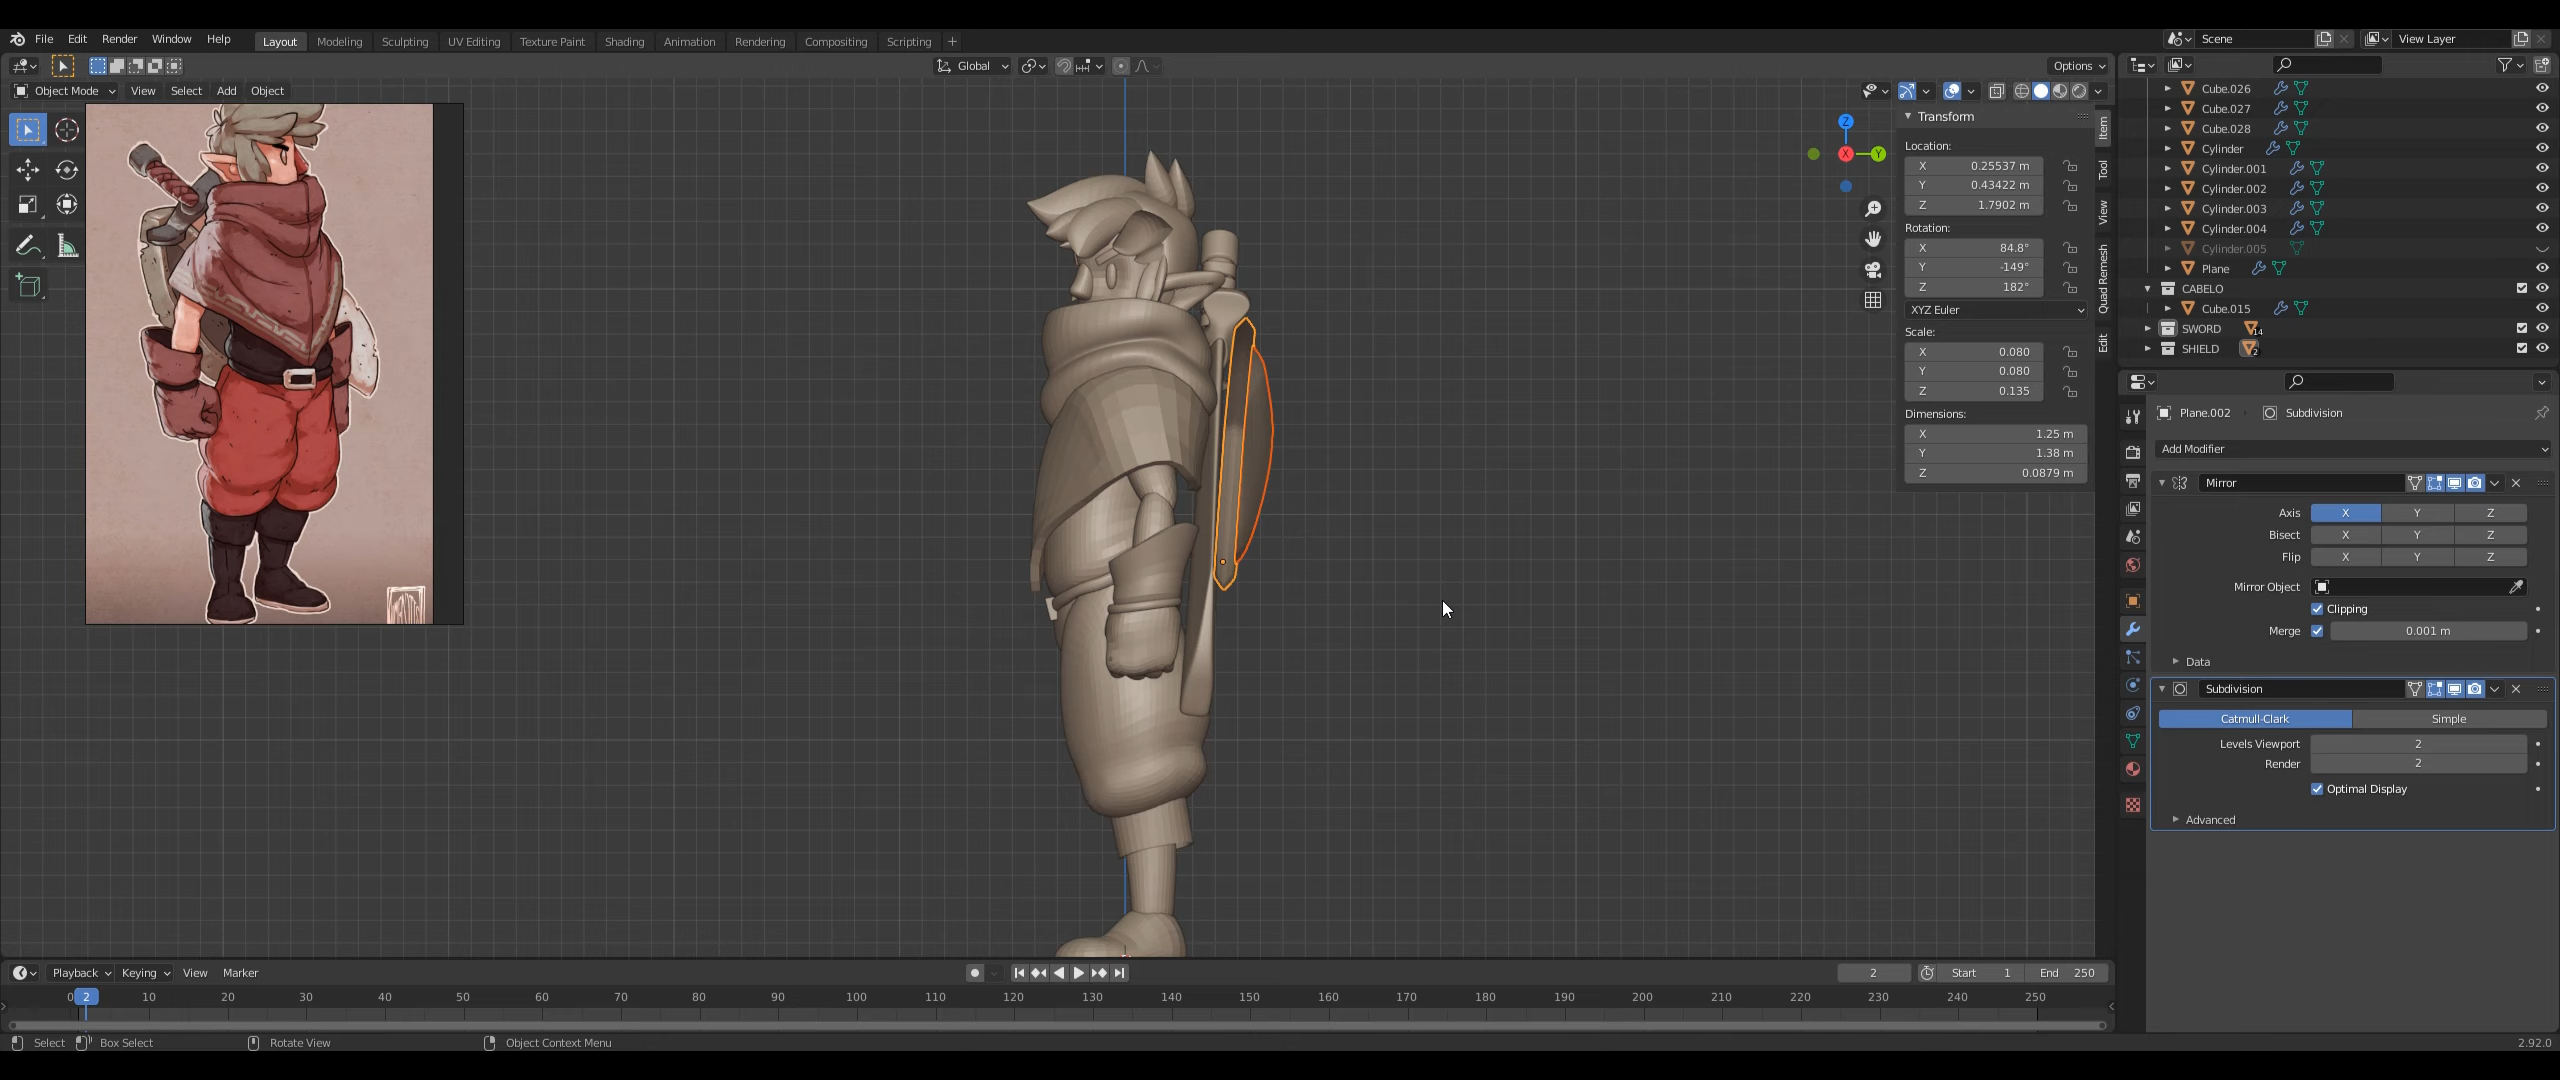 File Edit Render Window Help Layout Modeling Sculpting UV Editing Texture Paint Shading Animation Rendering Compositing Scripting + Scene View Layer
Global Options
Object Mode View Select Add Object
Z
X
Y
Transform
Location:
X 0.25537 m
Y 0.43422 m
Z 1.7902 m
Rotation:
X 84.8°
Y -149°
Z 182°
XYZ Euler
Scale:
X 0.080
Y 0.080
Z 0.135
Dimensions:
X 1.25 m
Y 1.38 m
Z 0.0879 m
Item
Tool
View
Quad Remesh
Edit
Cube.026
Cube.027
Cube.028
Cylinder
Cylinder.001
Cylinder.002
Cylinder.003
Cylinder.004
Cylinder.005
Plane
CABELO
Cube.015
SWORD 14
SHIELD 2
Plane.002 Subdivision
Add Modifier
Mirror
Axis X Y Z
Bisect X Y Z
Flip X Y Z
Mirror Object
Clipping
Merge 0.001 m
Data
Subdivision
Catmull-Clark Simple
Levels Viewport 2
Render 2
Optimal Display
Advanced
Playback Keying View Marker 2 Start 1 End 250
0 2 10 20 30 40 50 60 70 80 90 100 110 120 130 140 150 160 170 180 190 200 210 220 230 240 250
Select Box Select Rotate View Object Context Menu 2.92.0